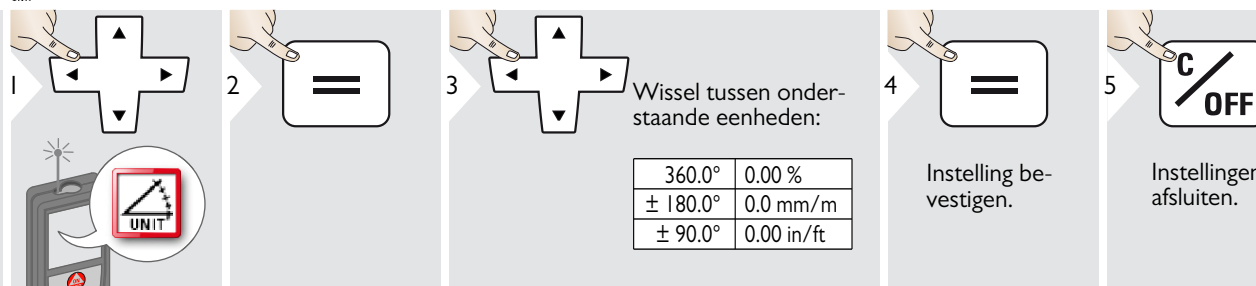 1
UNIT
2
3
Wissel tussen onder-
staande eenheden:
360.0° 0.00 %
± 180.0° 0.0 mm/m
± 90.0° 0.00 in/ft
4
Instelling be-
vestigen.
5
C/OFF
Instellingen
afsluiten.